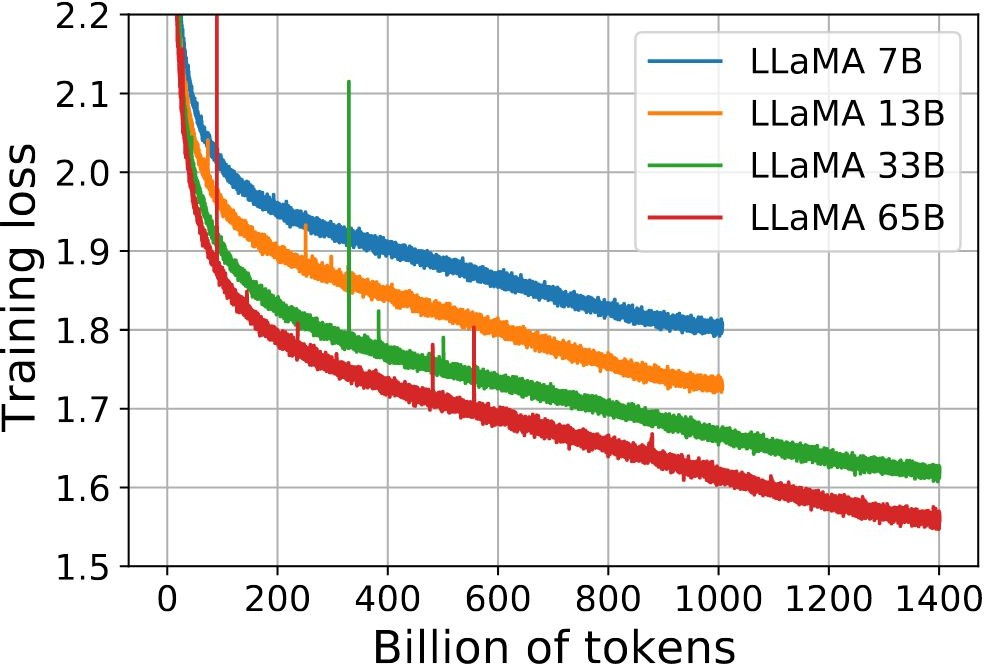 2.2
2.1
2.0
1.9
1.8
1.7
1.6
1.5
Training loss
LLaMA 7B
LLaMA 13B
LLaMA 33B
LLaMA 65B
0 200 400 600 800 1000 1200 1400
Billion of tokens